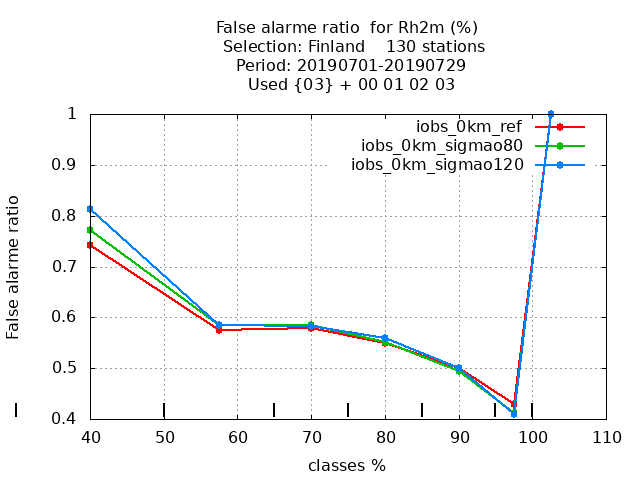 False alarme ratio  for Rh2m (%)
Selection: Finland    130 stations
Period: 20190701-20190729
Used {03} + 00 01 02 03
1
0.9
0.8
0.7
0.6
0.5
0.4
False alarme ratio
iobs_0km_ref
iobs_0km_sigmao80
iobs_0km_sigmao120
40 50 60 70 80 90 100 110
classes %